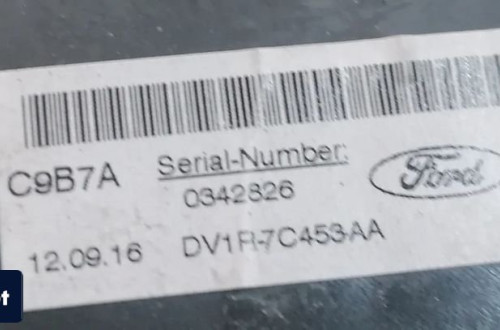 C9B7A Serial-Number:
0342826
12.09.16 DV1R-7C453-AA
Ford